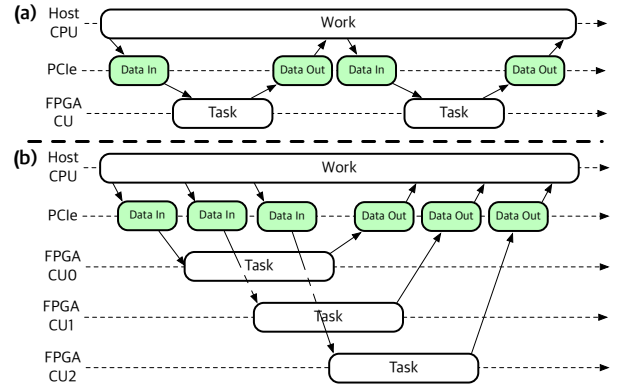 (a)
Host
CPU
Work
PCIe
Data In
Data Out
Data In
Data Out
FPGA
CU
Task
Task
(b)
Host
CPU
Work
PCIe
Data In
Data In
Data In
Data Out
Data Out
Data Out
FPGA
CU0
Task
FPGA
CU1
Task
FPGA
CU2
Task